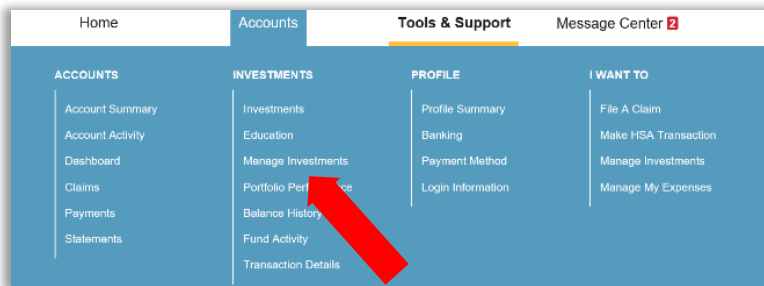 Home Accounts Tools & Support Message Center 2
ACCOUNTS
Account Summary
Account Activity
Dashboard
Claims
Payments
Statements
INVESTMENTS
Investments
Education
Manage Investments
Portfolio Perf ce
Balance History
Fund Activity
Transaction Details
PROFILE
Profile Summary
Banking
Payment Method
Login Information
I WANT TO
File A Claim
Make HSA Transaction
Manage Investments
Manage My Expenses